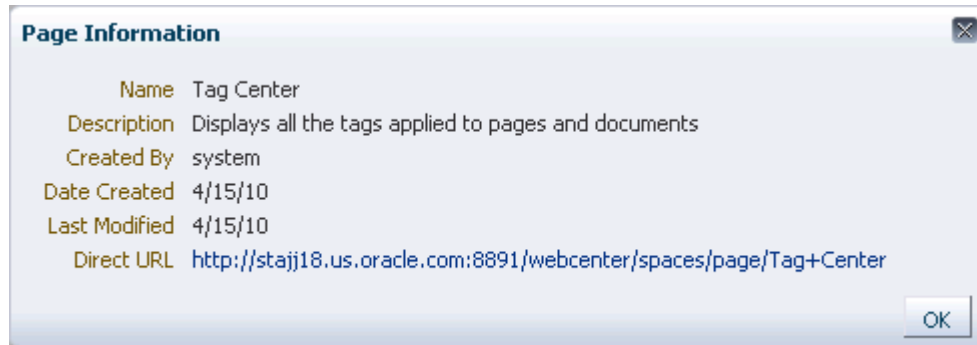 Page Information
Name Tag Center
Description Displays all the tags applied to pages and documents
Created By system
Date Created 4/15/10
Last Modified 4/15/10
Direct URL http://stajj18.us.oracle.com:8891/webcenter/spaces/page/Tag+Center
OK